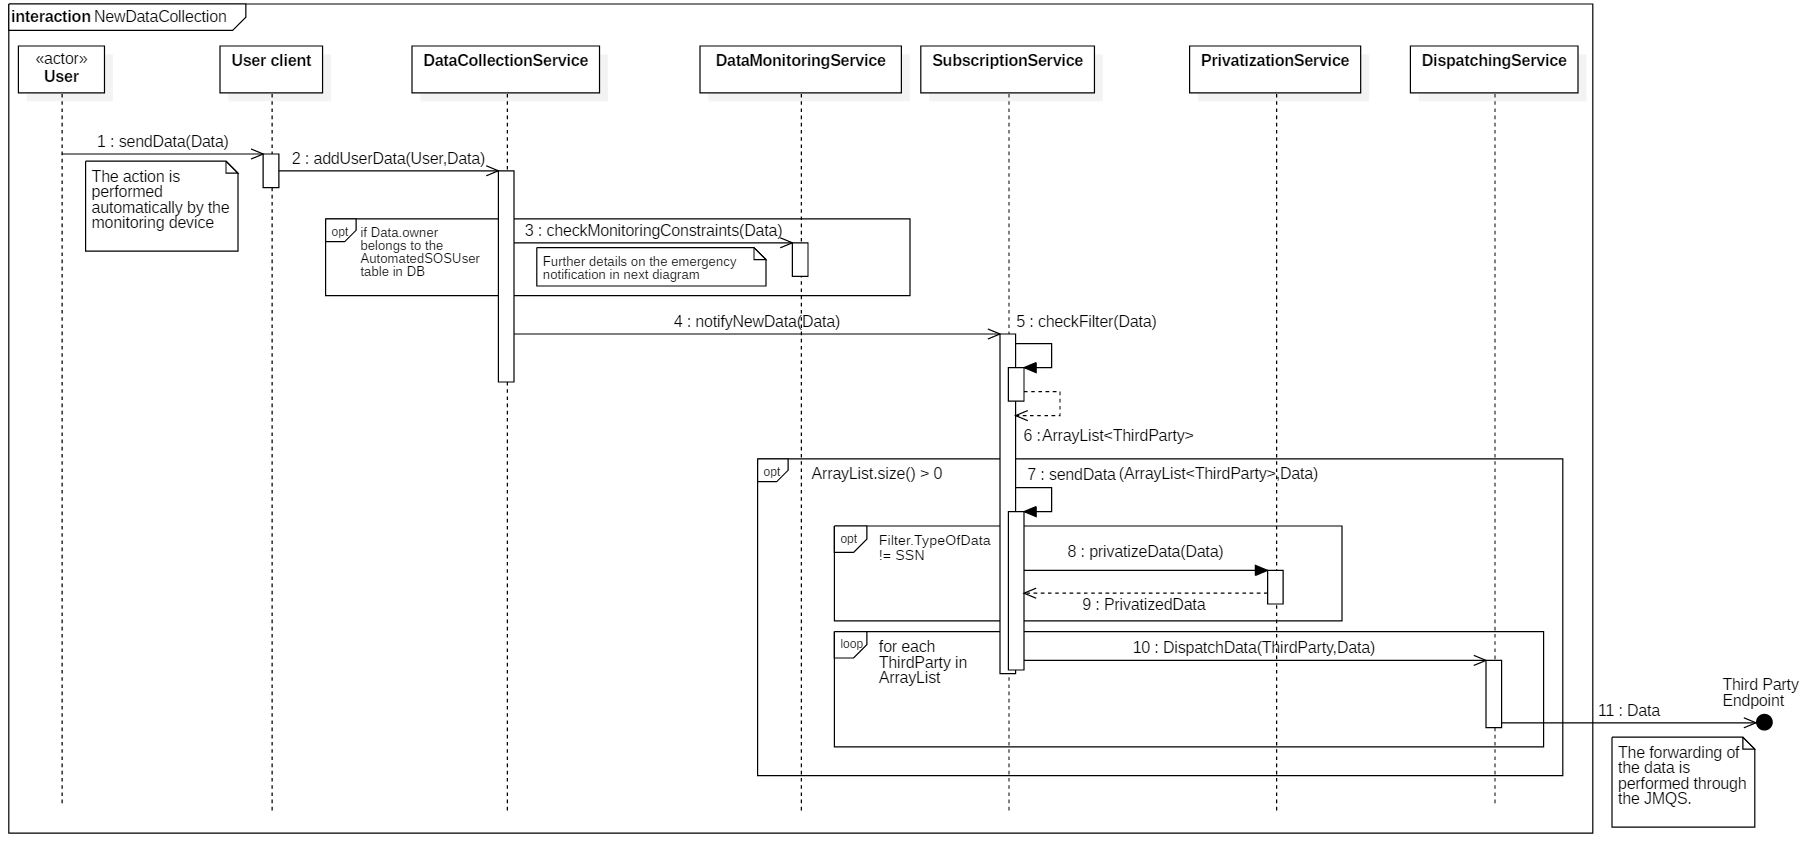 interaction NewDataCollection
«actor»
User
User client
DataCollectionService
DataMonitoringService
SubscriptionService
PrivatizationService
DispatchingService
1 : sendData(Data)
The action is
performed
automatically by the
monitoring device
2 : addUserData(User,Data)
opt
if Data.owner
belongs to the
AutomatedSOSUser
table in DB
3 : checkMonitoringConstraints(Data)
Further details on the emergency
notification in next diagram
4 : notifyNewData(Data)
5 : checkFilter(Data)
6 :ArrayList<ThirdParty>
opt
ArrayList.size() > 0
7 : sendData (ArrayList<ThirdParty>,Data)
opt
Filter.TypeOfData
!= SSN
8 : privatizeData(Data)
9 : PrivatizedData
loop
for each
ThirdParty in
ArrayList
10 : DispatchData(ThirdParty,Data)
Third Party
Endpoint
11 : Data
The forwarding of
the data is
performed through
the JMQS.